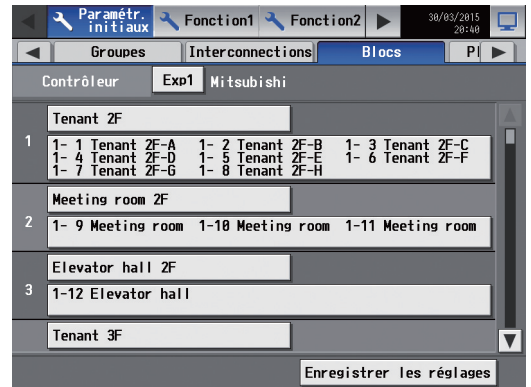 Paramétr. initiaux Fonction1 Fonction2 30/03/2015 20:40
Groupes Interconnections Blocs Pl
Contrôleur Exp1 Mitsubishi
Tenant 2F
1
1- 1 Tenant 2F-A 1- 2 Tenant 2F-B 1- 3 Tenant 2F-C
1- 4 Tenant 2F-D 1- 5 Tenant 2F-E 1- 6 Tenant 2F-F
1- 7 Tenant 2F-G 1- 8 Tenant 2F-H
Meeting room 2F
2
1- 9 Meeting room 1-10 Meeting room 1-11 Meeting room
Elevator hall 2F
3
1-12 Elevator hall
Tenant 3F
Enregistrer les réglages